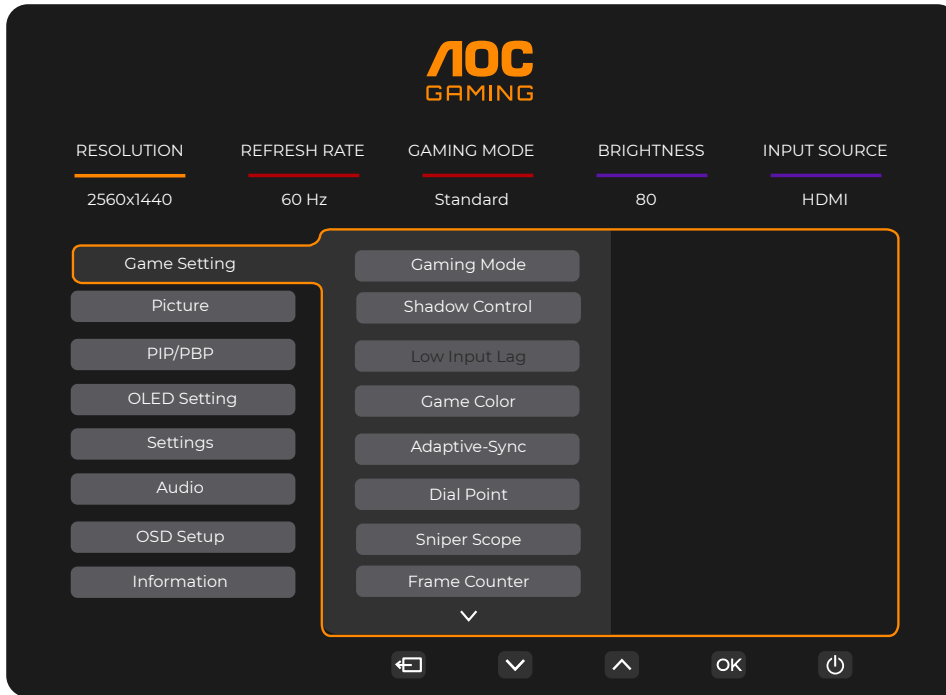 AOC
GAMING
RESOLUTION REFRESH RATE GAMING MODE BRIGHTNESS INPUT SOURCE
2560x1440 60 Hz Standard 80 HDMI
Game Setting
Picture
PIP/PBP
OLED Setting
Settings
Audio
OSD Setup
Information
Gaming Mode
Shadow Control
Low Input Lag
Game Color
Adaptive-Sync
Dial Point
Sniper Scope
Frame Counter
OK